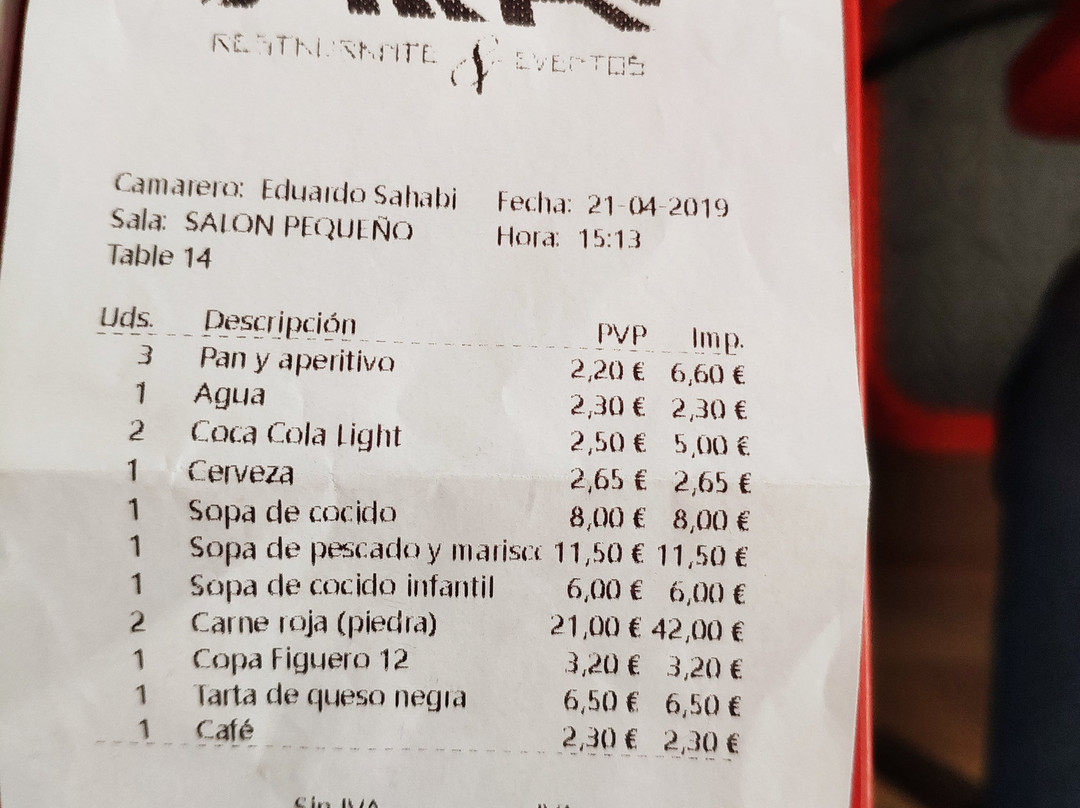 RESTAURANTE & EVENTOS
Camarero: Eduardo Sahabi Fecha: 21-04-2019
Sala: SALON PEQUEÑO Hora: 15:13
Table 14
Uds. Descripción PVP Imp.
3 Pan y aperitivo 2,20 € 6,60 €
1 Agua 2,30 € 2,30 €
2 Coca Cola Light 2,50 € 5,00 €
1 Cerveza 2,65 € 2,65 €
1 Sopa de cocido 8,00 € 8,00 €
1 Sopa de pescado y marisco 11,50 € 11,50 €
1 Sopa de cocido infantil 6,00 € 6,00 €
2 Carne roja (piedra) 21,00 € 42,00 €
1 Copa Figuero 12 3,20 € 3,20 €
1 Tarta de queso negra 6,50 € 6,50 €
1 Café 2,30 € 2,30 €
Sin IVA IVA